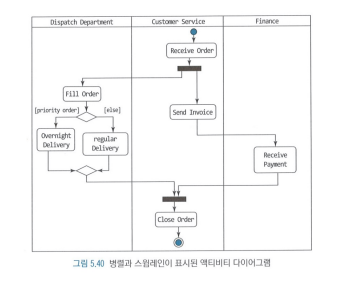 Dispatch Department
Customer Service
Finance
Receive Order
Fill Order
[priority order]
[else]
Send Invoice
Overnight
Delivery
regular
Delivery
Receive
Payment
Close Order
그림 5.40 병렬과 스윔레인이 표시된 액티비티 다이어그램